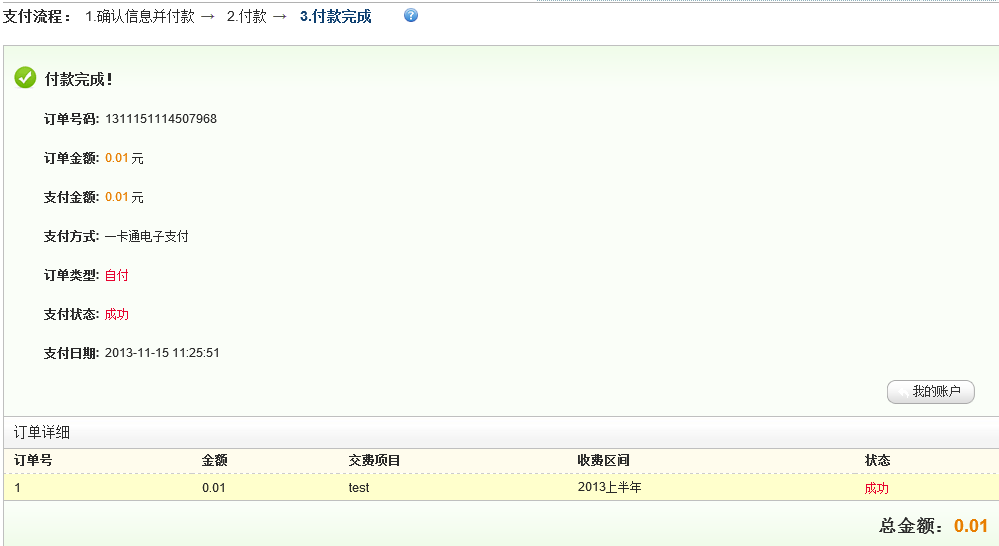 支付流程： 1.确认信息并付款 → 2.付款 → 3.付款完成 ?
付款完成！
订单号码: 1311151114507968
订单金额: 0.01 元
支付金额: 0.01 元
支付方式: 一卡通电子支付
订单类型: 自付
支付状态: 成功
支付日期: 2013-11-15 11:25:51
我的账户
订单详细
订单号 金额 交费项目 收费区间 状态
1 0.01 test 2013上半年 成功
总金额：0.01